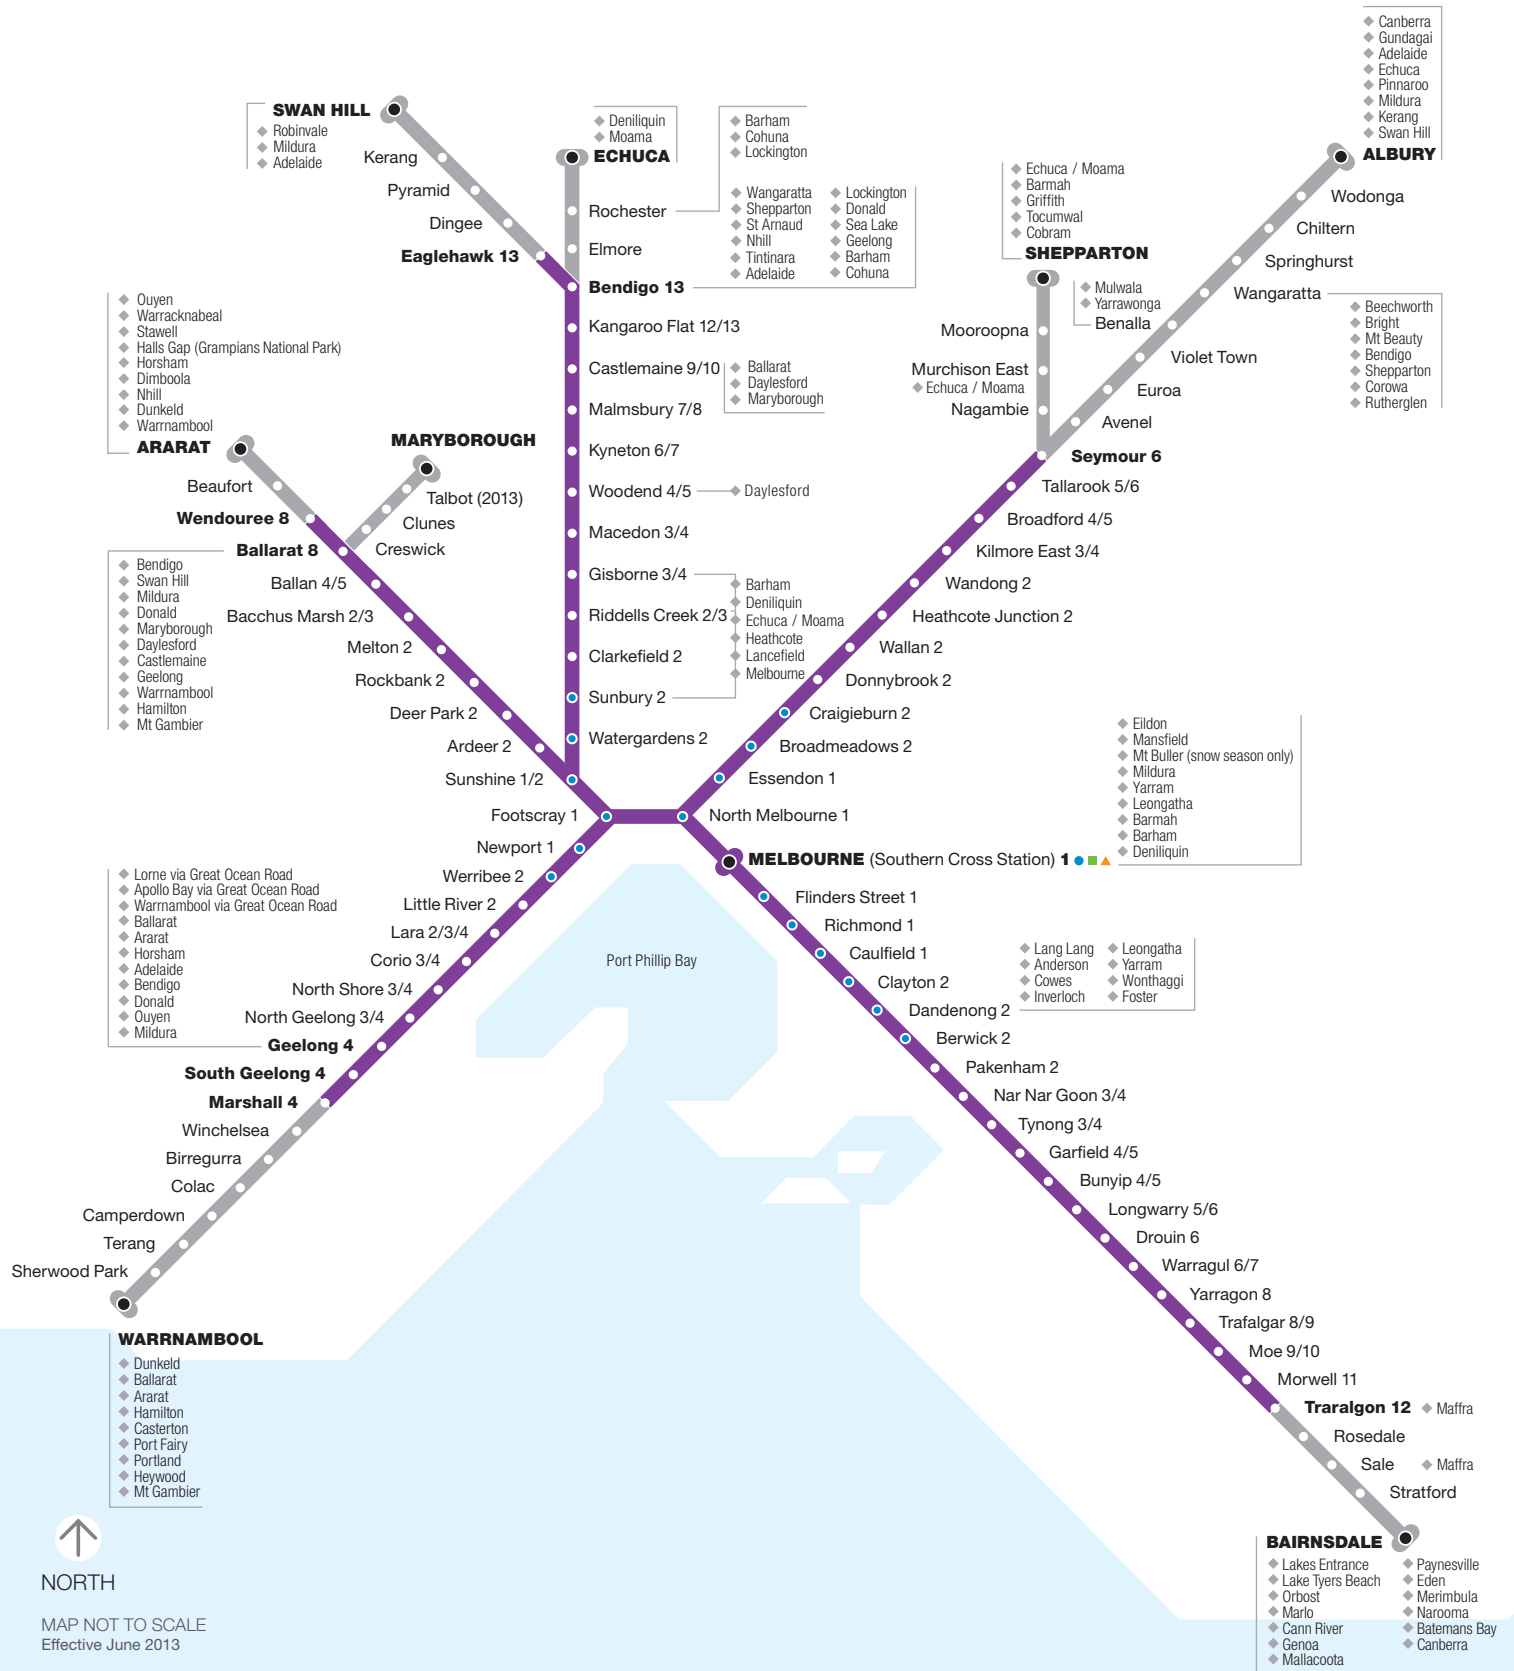 Canberra
Gundagai
Adelaide
Echuca
Pinnaroo
Mildura
Kerang
Swan Hill
ALBURY
SWAN HILL
Robinvale
Mildura
Adelaide
Kerang
Pyramid
Dingee
Eaglehawk 13
Deniliquin
Moama
ECHUCA
Barham
Cohuna
Lockington
Rochester
Elmore
Wangaratta
Shepparton
St Arnaud
Nhill
Tintinara
Adelaide
Lockington
Donald
Sea Lake
Geelong
Barham
Cohuna
Bendigo 13
Kangaroo Flat 12/13
Castlemaine 9/10
Ballarat
Daylesford
Maryborough
Malmsbury 7/8
Kyneton 6/7
Woodend 4/5
Daylesford
Macedon 3/4
Gisborne 3/4
Riddells Creek 2/3
Clarkefield 2
Sunbury 2
Barham
Deniliquin
Echuca / Moama
Heathcote
Lancefield
Melbourne
Watergardens 2
Echuca / Moama
Barmah
Griffith
Tocumwal
Cobram
SHEPPARTON
Mooroopna
Murchison East
Echuca / Moama
Nagambie
Wodonga
Chiltern
Springhurst
Wangaratta
Beechworth
Bright
Mt Beauty
Bendigo
Shepparton
Corowa
Rutherglen
Mulwala
Yarrawonga
Benalla
Violet Town
Euroa
Avenel
Seymour 6
Tallarook 5/6
Broadford 4/5
Kilmore East 3/4
Wandong 2
Heathcote Junction 2
Wallan 2
Donnybrook 2
Craigieburn 2
Broadmeadows 2
Essendon 1
North Melbourne 1
Ouyen
Warracknabeal
Stawell
Halls Gap (Grampians National Park)
Horsham
Dimboola
Nhill
Dunkeld
Warrnambool
ARARAT
Beaufort
Wendouree 8
MARYBOROUGH
Talbot (2013)
Clunes
Creswick
Ballarat 8
Bendigo
Swan Hill
Mildura
Donald
Maryborough
Daylesford
Castlemaine
Geelong
Warrnambool
Hamilton
Mt Gambier
Ballan 4/5
Bacchus Marsh 2/3
Melton 2
Rockbank 2
Deer Park 2
Ardeer 2
Sunshine 1/2
Footscray 1
Newport 1
Werribee 2
Little River 2
Lara 2/3/4
Corio 3/4
North Shore 3/4
North Geelong 3/4
Lorne via Great Ocean Road
Apollo Bay via Great Ocean Road
Warrnambool via Great Ocean Road
Ballarat
Ararat
Horsham
Adelaide
Bendigo
Donald
Ouyen
Mildura
Geelong 4
South Geelong 4
Marshall 4
Winchelsea
Birregurra
Colac
Camperdown
Terang
Sherwood Park
WARRNAMBOOL
Dunkeld
Ballarat
Ararat
Hamilton
Casterton
Port Fairy
Portland
Heywood
Mt Gambier
Port Phillip Bay
Eildon
Mansfield
Mt Buller (snow season only)
Mildura
Yarram
Leongatha
Barmah
Barham
Deniliquin
MELBOURNE (Southern Cross Station) 1
Flinders Street 1
Richmond 1
Caulfield 1
Clayton 2
Dandenong 2
Lang Lang
Anderson
Cowes
Inverloch
Leongatha
Yarram
Wonthaggi
Foster
Berwick 2
Pakenham 2
Nar Nar Goon 3/4
Tynong 3/4
Garfield 4/5
Bunyip 4/5
Longwarry 5/6
Drouin 6
Warragul 6/7
Yarragon 8
Trafalgar 8/9
Moe 9/10
Morwell 11
Traralgon 12
Maffra
Rosedale
Sale
Maffra
Stratford
BAIRNSDALE
Lakes Entrance
Lake Tyers Beach
Orbost
Marlo
Cann River
Genoa
Mallacoota
Paynesville
Eden
Merimbula
Narooma
Batemans Bay
Canberra
NORTH
MAP NOT TO SCALE
Effective June 2013